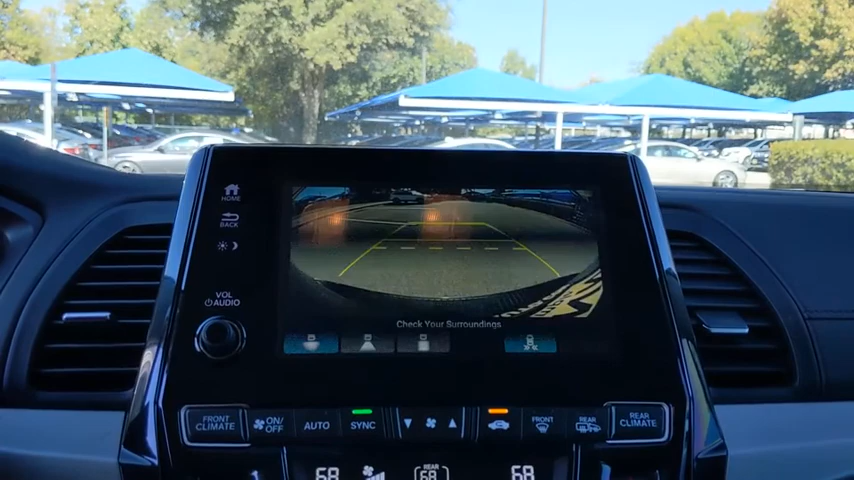 HOME
BACK
VOL
AUDIO
Check Your Surroundings
FRONT
CLIMATE
ON/
OFF
AUTO
SYNC
FRONT
REAR
REAR
CLIMATE
68
REAR
68
68